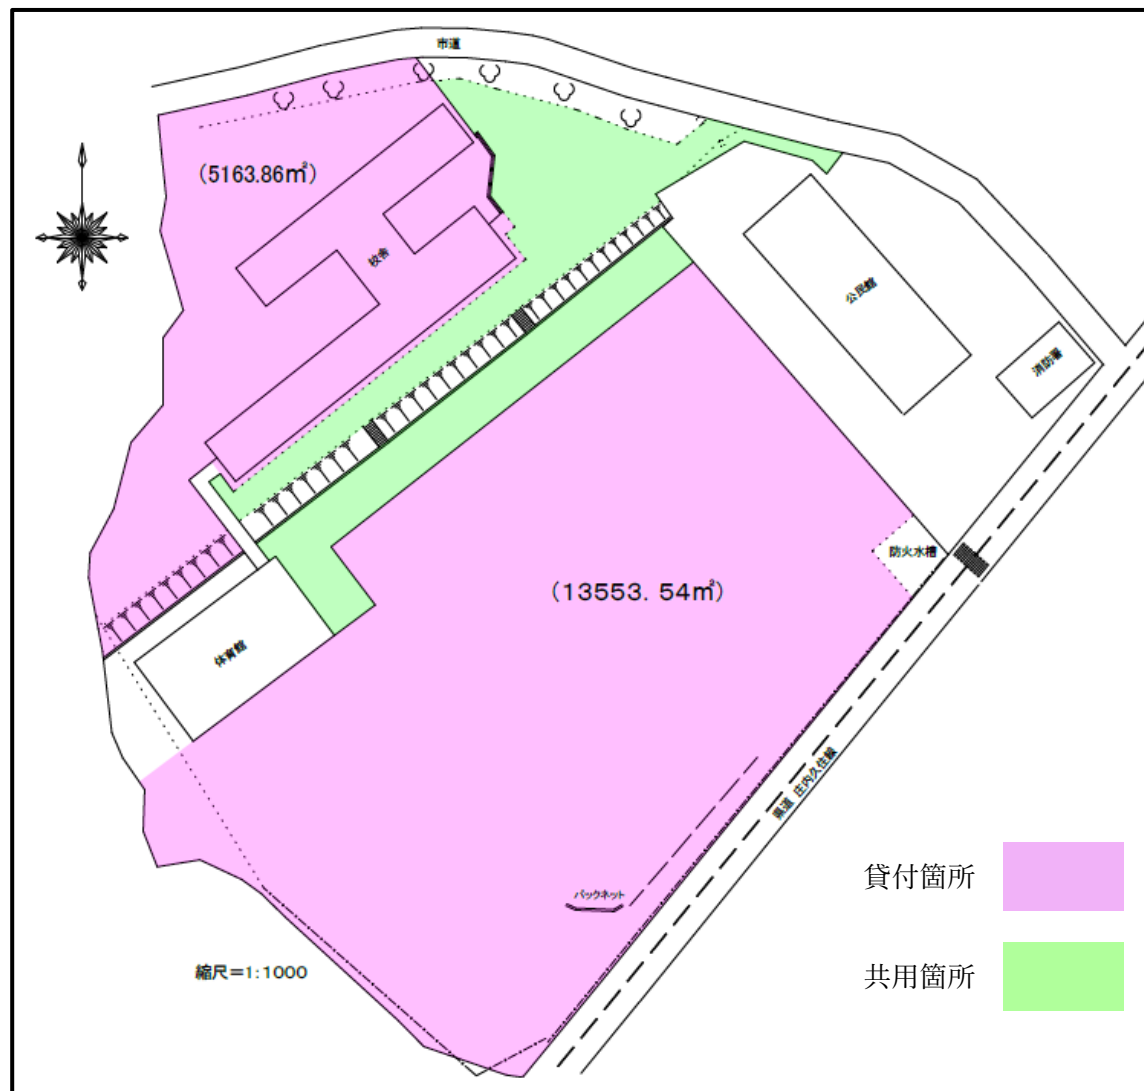 市道
(5163.86㎡)
校舎
公民館
消防署
防火水槽
(13553.54㎡)
体育館
県道 庄内久住線
バックネット
貸付箇所
縮尺=1:1000
共用箇所